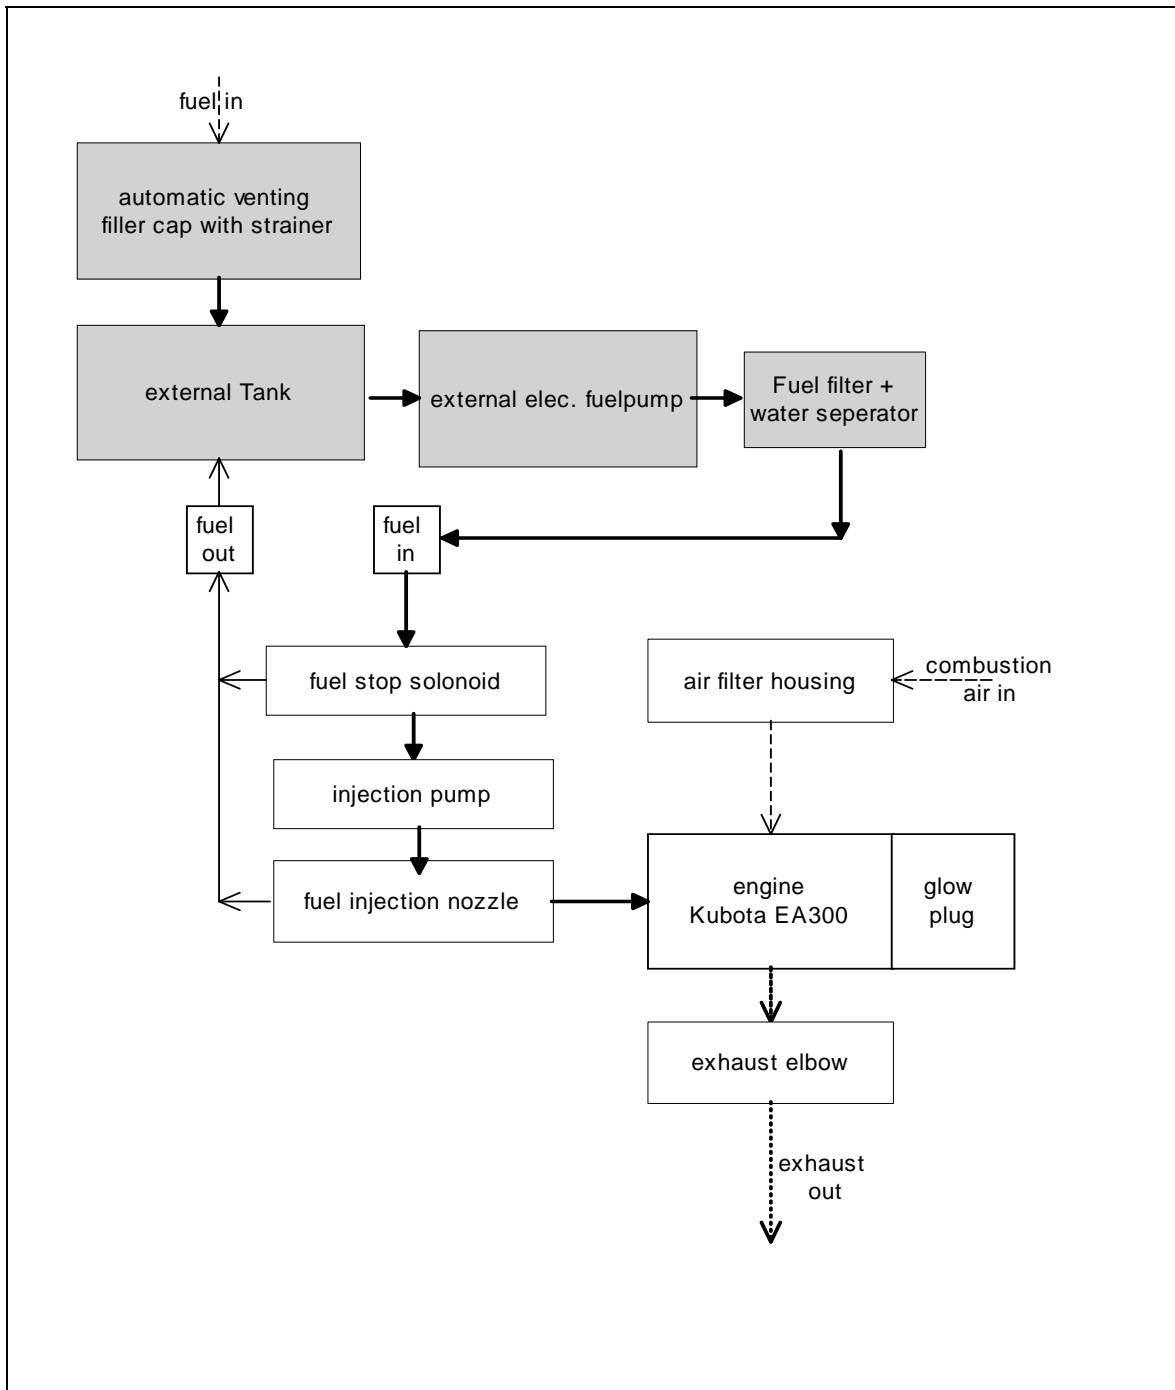 fuel in
automatic venting
filler cap with strainer
external Tank
external elec. fuelpump
Fuel filter +
water seperator
fuel
out
fuel
in
fuel stop solonoid
air filter housing
combustion
air in
injection pump
fuel injection nozzle
engine
Kubota EA300
glow
plug
exhaust elbow
exhaust
out